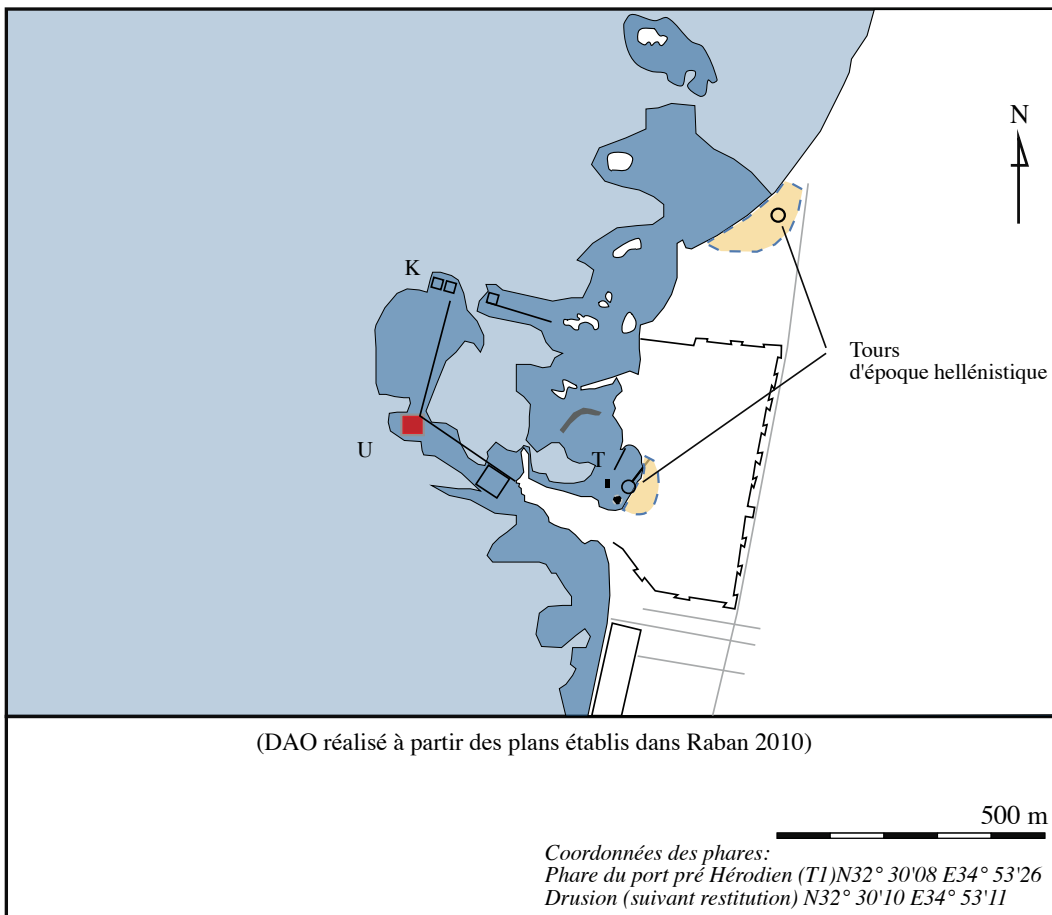 N
K
Tours
d'époque hellénistique
U
T
(DAO réalisé à partir des plans établis dans Raban 2010)
500 m
Coordonnées des phares:
Phare du port pré Hérodien (T1)N32° 30'08 E34° 53'26
Drusion (suivant restitution) N32° 30'10 E34° 53'11